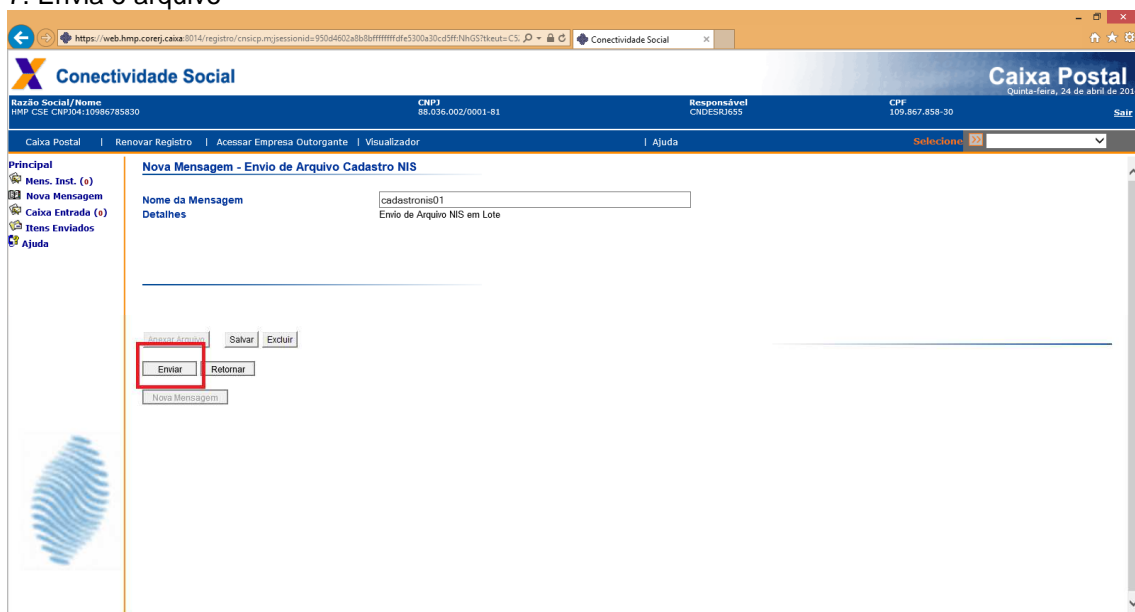 7. Envia o arquivo
https://web.hmp.corerj.caixa:8014/registro/cnsicp.m;jsessionid=950d4602a8b8bffffffffdfe5300a30cd5ff:NhGS?tkeut=C5
Conectividade Social
Conectividade Social
Caixa Postal
Quinta-feira, 24 de abril de 201
Razão Social/Nome CNPJ Responsável CPF
HMP CSE CNPJ04:10986785830 88.036.002/0001-81 CNDESRJ655 109.867.858-30 Sair
Caixa Postal | Renovar Registro | Acessar Empresa Outorgante | Visualizador | Ajuda Selecione
Principal
Mens. Inst. (0)
Nova Mensagem
Caixa Entrada (0)
Itens Enviados
Ajuda
Nova Mensagem - Envio de Arquivo Cadastro NIS
Nome da Mensagem cadastronis01
Detalhes Envio de Arquivo NIS em Lote
Anexar Arquivo Salvar Excluir
Enviar Retornar
Nova Mensagem